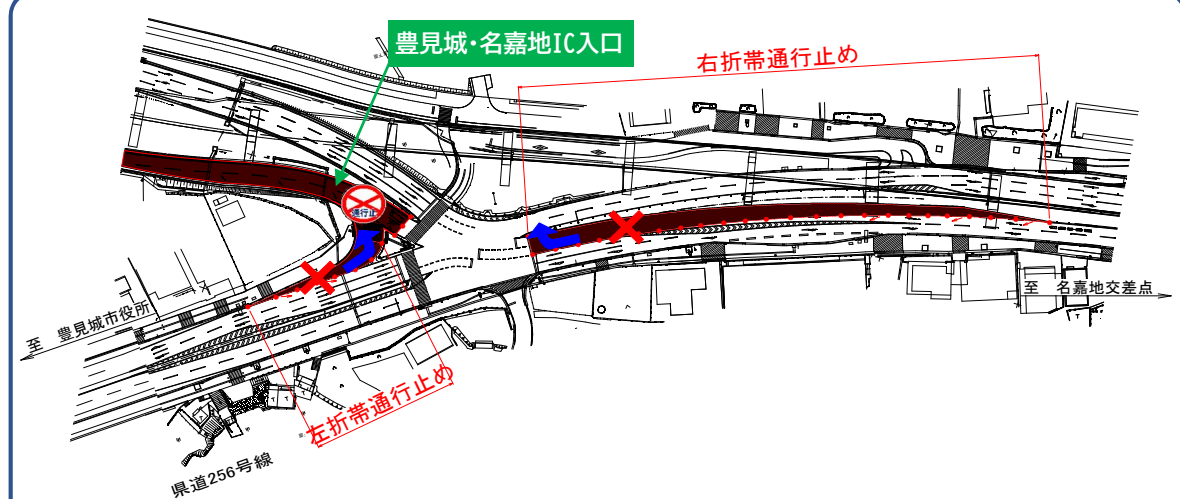 豊見城・名嘉地IC入口
右折帯通行止め
通行止
至 名嘉地交差点
至 豊見城市役所
左折帯通行止め
県道256号線